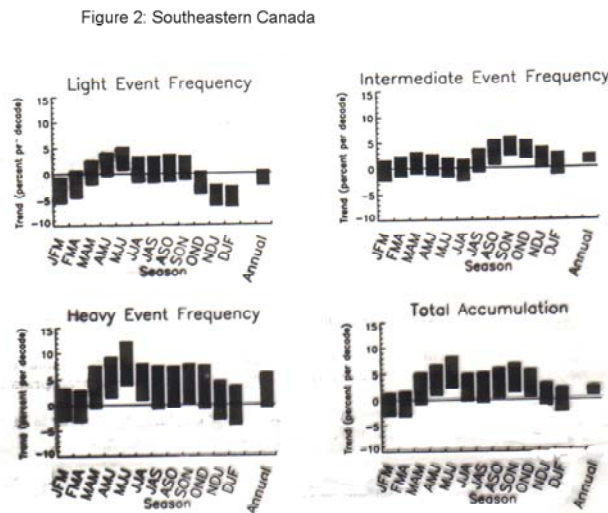 Figure 2: Southeastern Canada
Light Event Frequency
Trend (percent per decade)
15
10
5
0
-5
-10
JFM
FMA
MAM
AMJ
MJJ
JJA
JAS
ASO
SON
OND
NDJ
DJF
Annual
Season
Intermediate Event Frequency
Trend (percent per decade)
15
10
5
0
-5
-10
JFM
FMA
MAM
AMJ
MJJ
JJA
JAS
ASO
SON
OND
NDJ
DJF
Annual
Season
Heavy Event Frequency
Trend (percent per decade)
15
10
5
0
-5
-10
JFM
FMA
MAM
AMJ
MJJ
JJA
JAS
ASO
SON
OND
NDJ
DJF
Annual
Season
Total Accumulation
Trend (percent per decade)
15
10
5
0
-5
-10
JFM
FMA
MAM
AMJ
MJJ
JJA
JAS
ASO
SON
OND
NDJ
DJF
Annual
Season